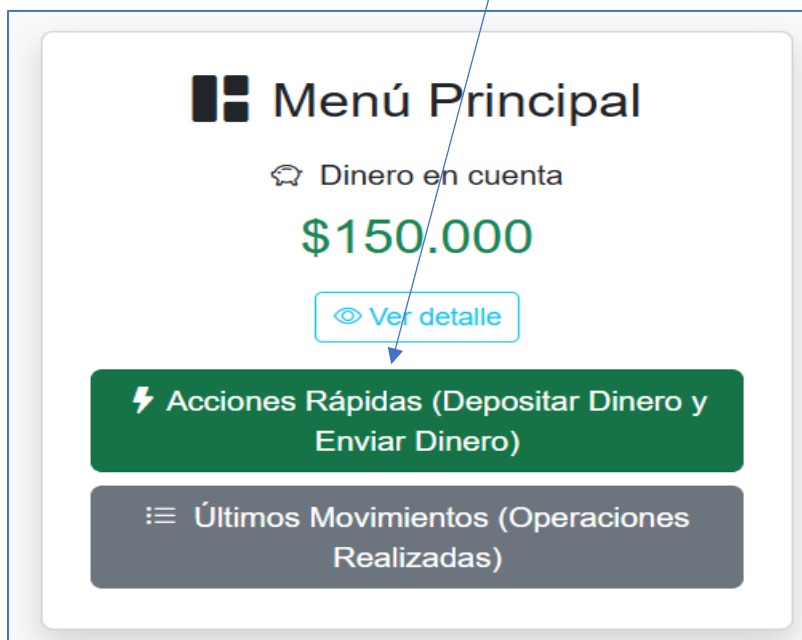 Menú Principal
Dinero en cuenta
$150.000
Ver detalle
Acciones Rápidas (Depositar Dinero y
Enviar Dinero)
Últimos Movimientos (Operaciones
Realizadas)